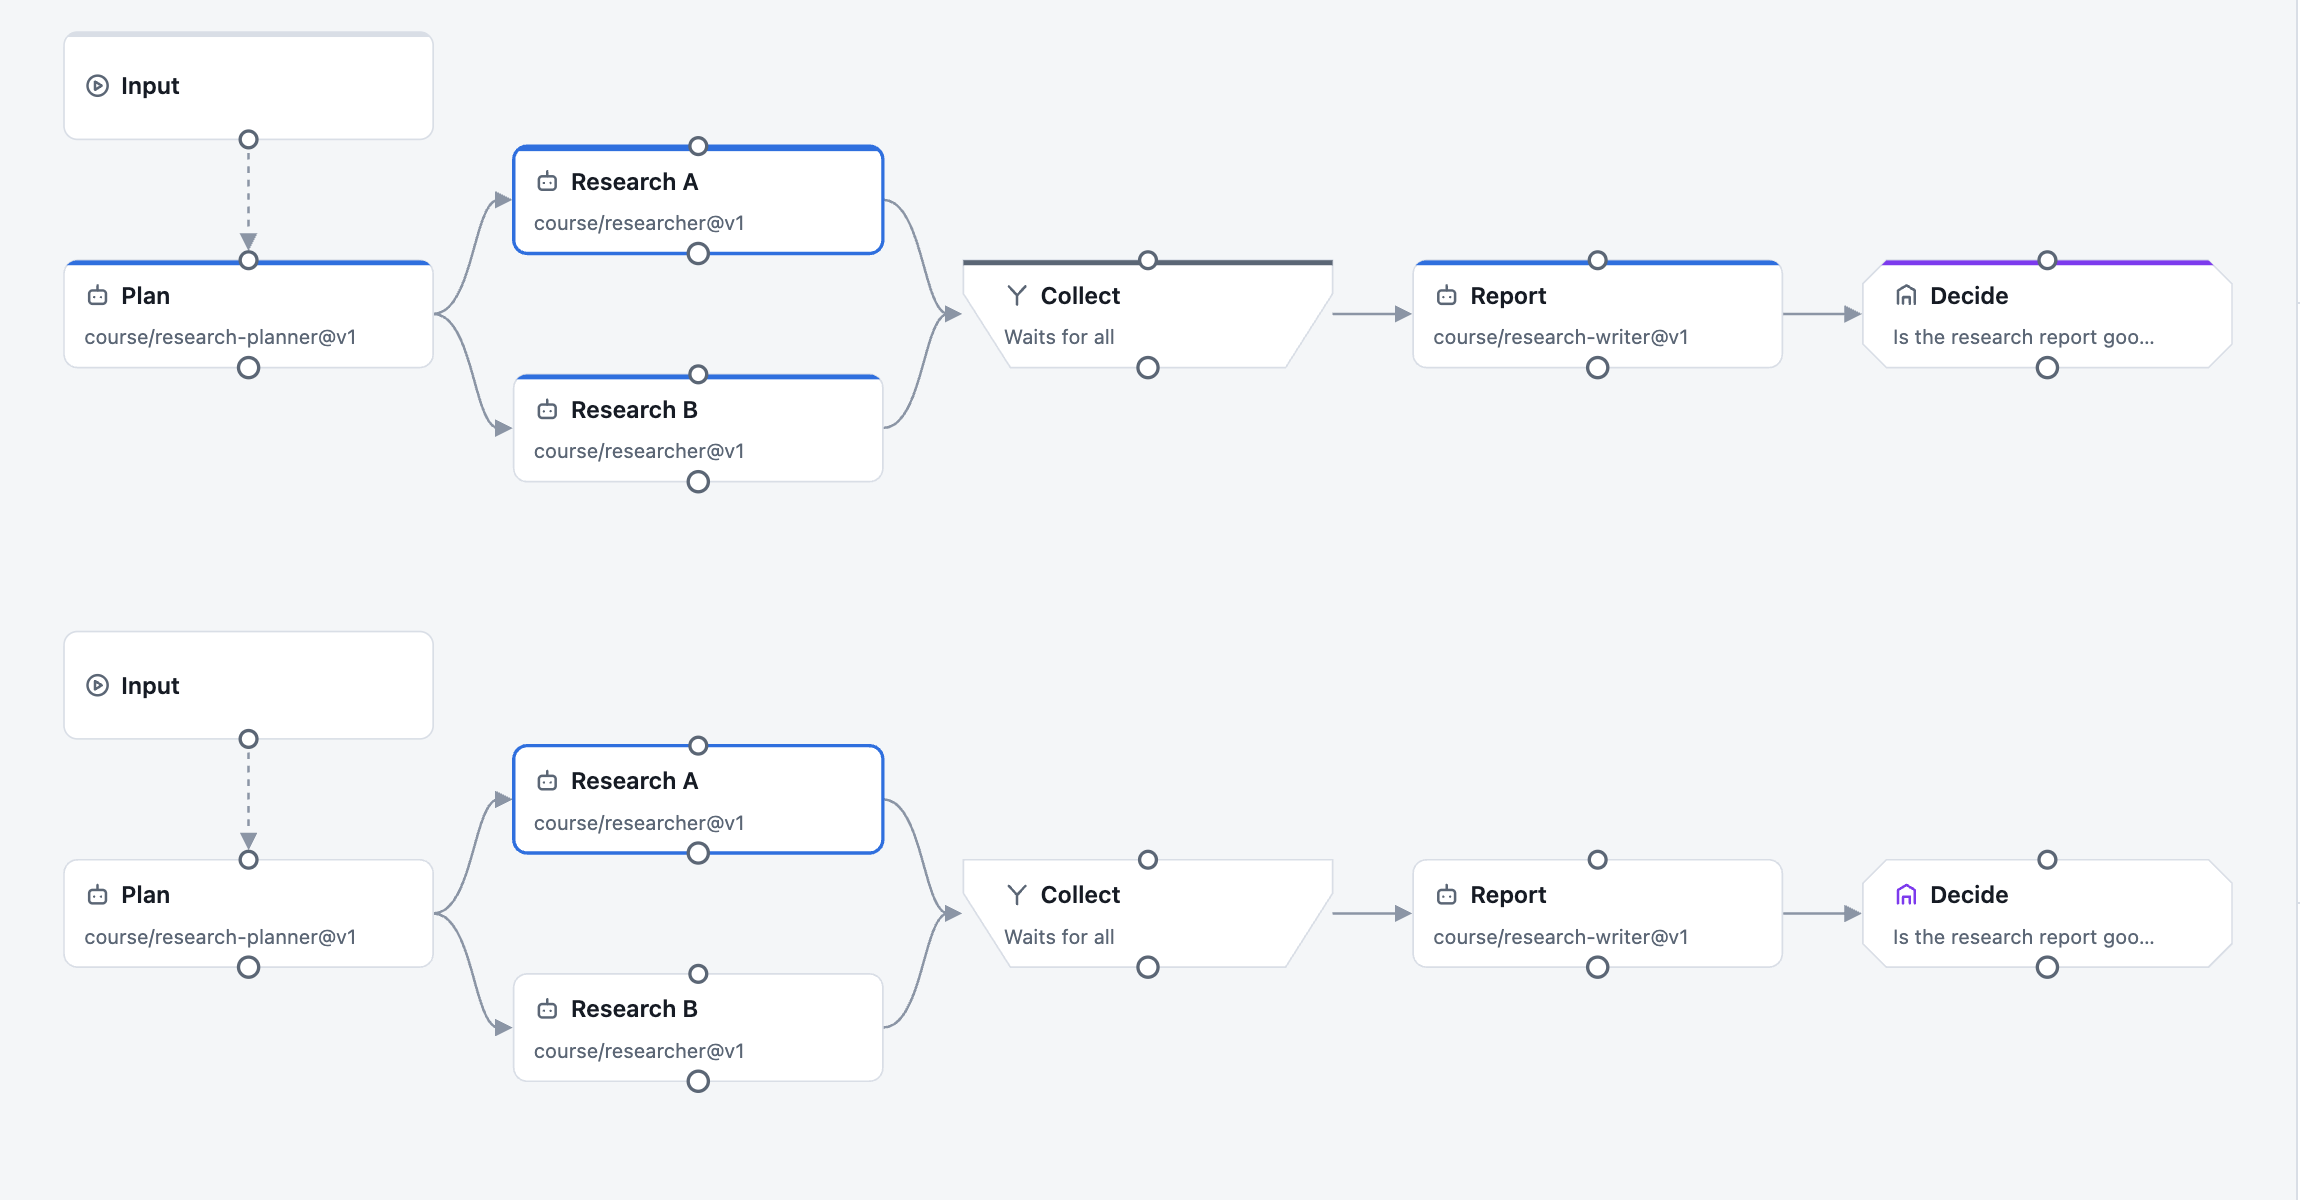 Input
Research A
course/researcher@v1
Plan
course/research-planner@v1
Collect
Waits for all
Report
course/research-writer@v1
Decide
Is the research report goo...
Research B
course/researcher@v1
Input
Research A
course/researcher@v1
Plan
course/research-planner@v1
Collect
Waits for all
Report
course/research-writer@v1
Decide
Is the research report goo...
Research B
course/researcher@v1